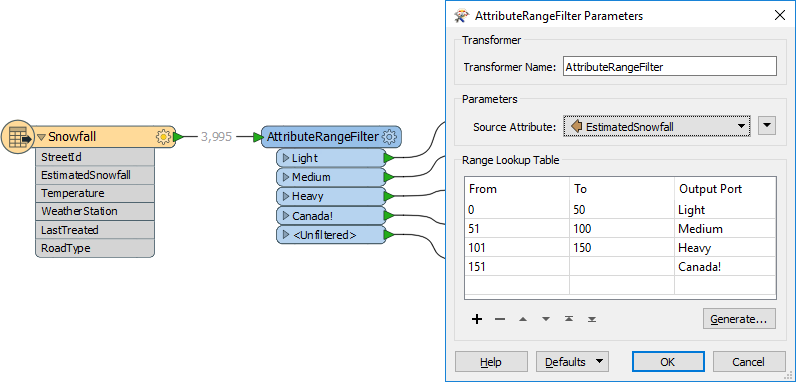 Snowfall
StreetId
EstimatedSnowfall
Temperature
WeatherStation
LastTreated
RoadType
3,995
AttributeRangeFilter
Light
Medium
Heavy
Canada!
<Unfiltered>
AttributeRangeFilter Parameters
Transformer
Transformer Name: AttributeRangeFilter
Parameters
Source Attribute: EstimatedSnowfall
Range Lookup Table
From To Output Port
0 50 Light
51 100 Medium
101 150 Heavy
151 Canada!
Generate...
Help Defaults OK Cancel